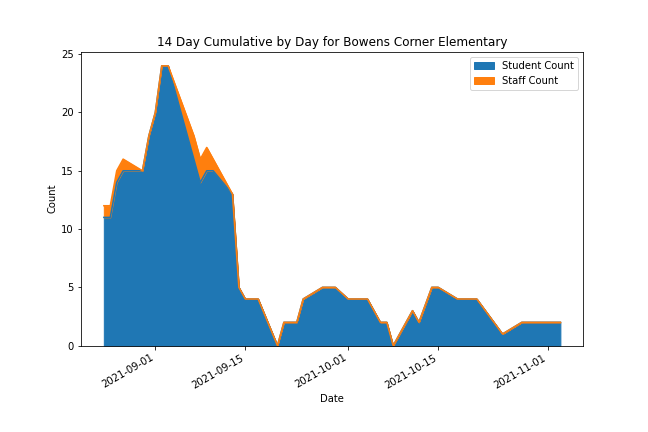 14 Day Cumulative by Day for Bowens Corner Elementary
Student Count
Staff Count
25
20
15
10
5
0
Count
2021-09-01
2021-09-15
2021-10-01
2021-10-15
2021-11-01
Date